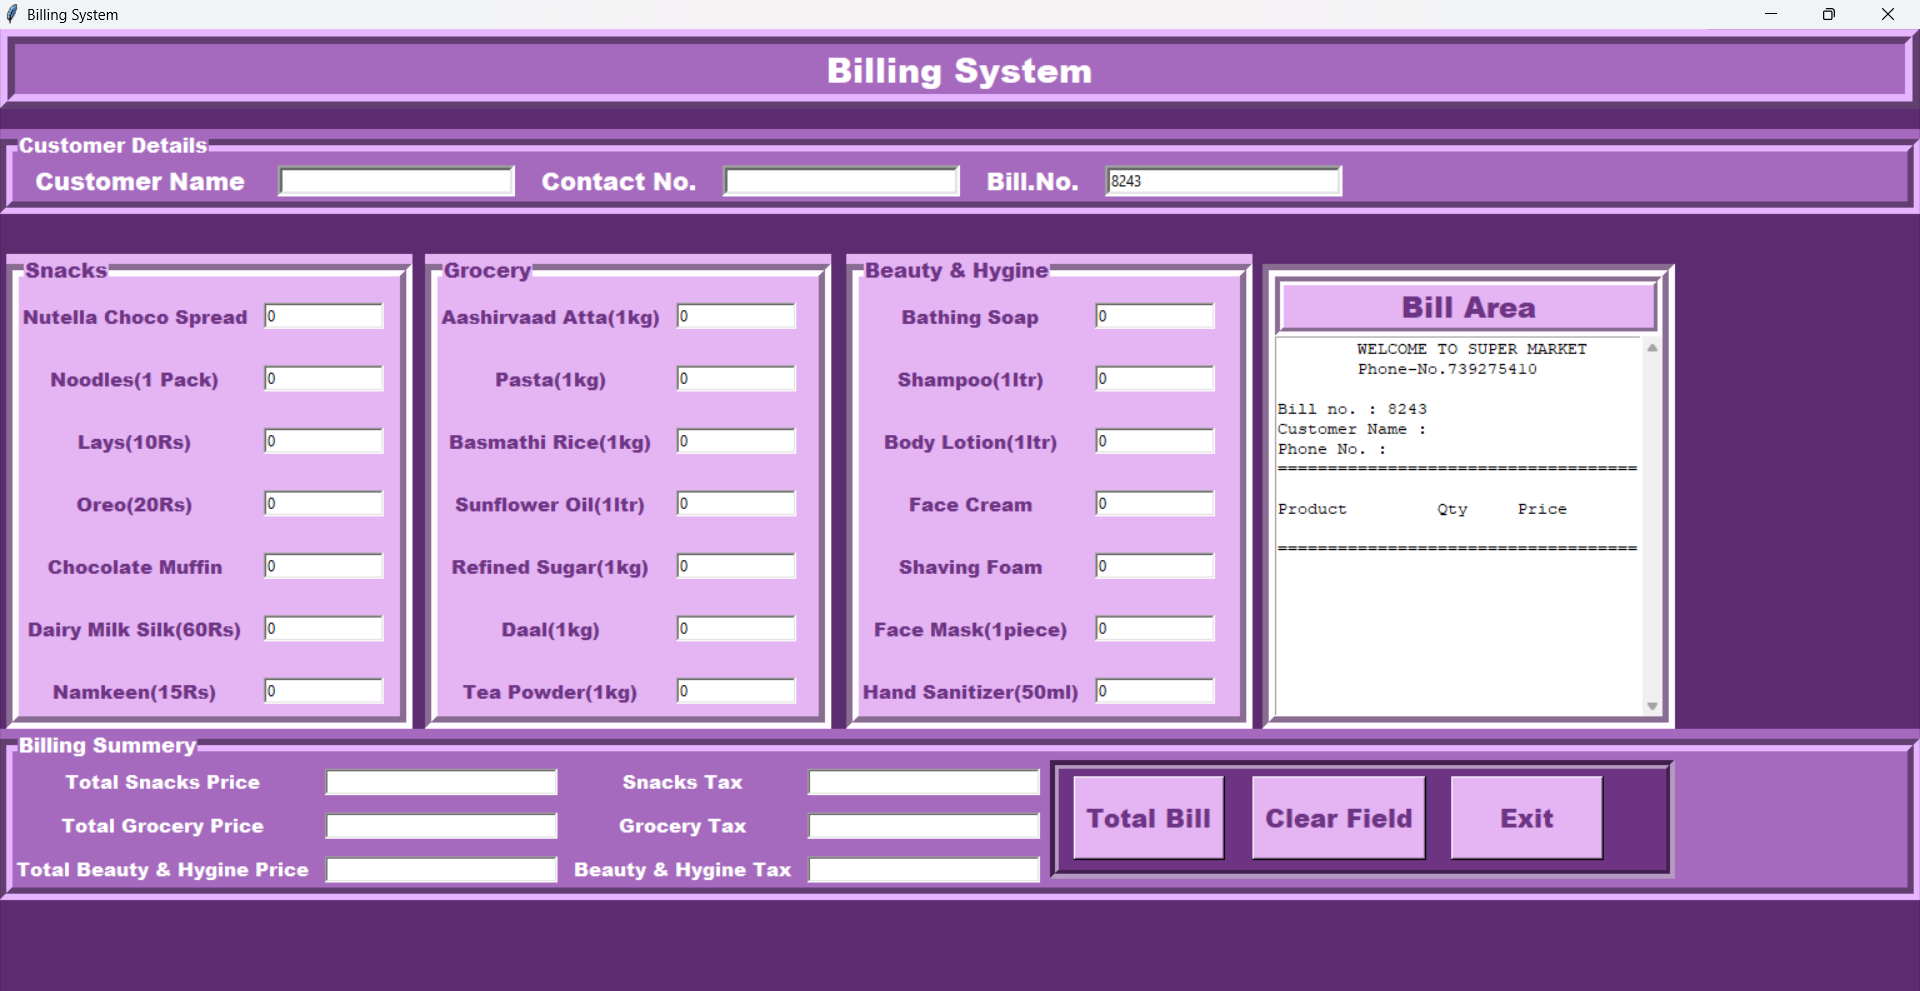 Billing System
Billing System
Customer Details
Customer Name Contact No. Bill.No. 8243
Snacks
Nutella Choco Spread 0
Noodles(1 Pack) 0
Lays(10Rs) 0
Oreo(20Rs) 0
Chocolate Muffin 0
Dairy Milk Silk(60Rs) 0
Namkeen(15Rs) 0
Grocery
Aashirvaad Atta(1kg) 0
Pasta(1kg) 0
Basmathi Rice(1kg) 0
Sunflower Oil(1ltr) 0
Refined Sugar(1kg) 0
Daal(1kg) 0
Tea Powder(1kg) 0
Beauty & Hygine
Bathing Soap 0
Shampoo(1ltr) 0
Body Lotion(1ltr) 0
Face Cream 0
Shaving Foam 0
Face Mask(1piece) 0
Hand Sanitizer(50ml) 0
Bill Area
WELCOME TO SUPER MARKET
Phone-No.739275410
Bill no. : 8243
Customer Name :
Phone No. :
====================================
Product Qty Price
====================================
Billing Summery
Total Snacks Price Snacks Tax
Total Grocery Price Grocery Tax
Total Beauty & Hygine Price Beauty & Hygine Tax
Total Bill Clear Field Exit